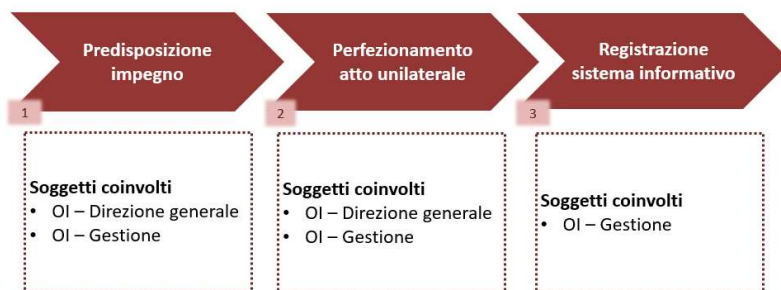 Predisposizione
impegno
1
Perfezionamento
atto unilaterale
2
Registrazione
sistema informativo
3
Soggetti coinvolti
• OI – Direzione generale
• OI – Gestione
Soggetti coinvolti
• OI – Direzione generale
• OI – Gestione
Soggetti coinvolti
• OI – Gestione